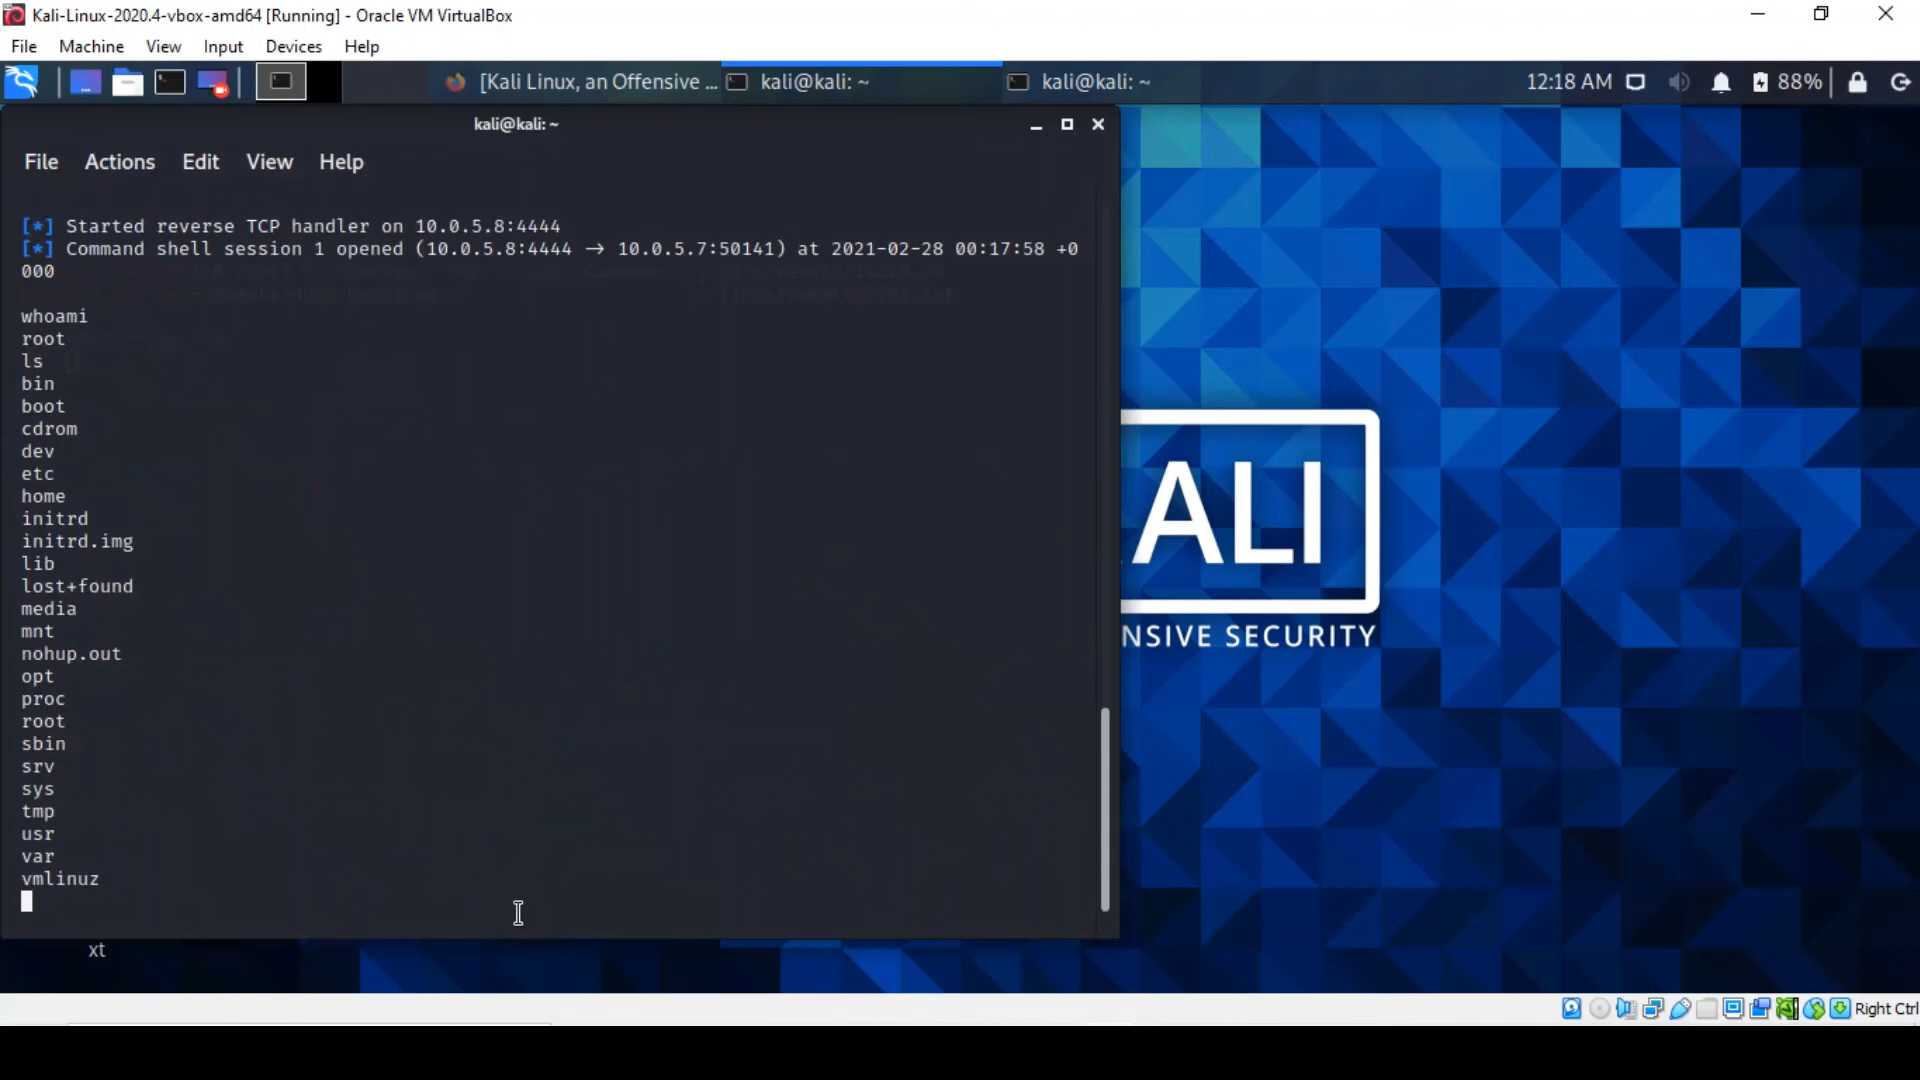 Kali-Linux-2020.4-vbox-amd64 [Running] - Oracle VM VirtualBox
File Machine View Input Devices Help
[Kali Linux, an Offensive ... kali@kali: ~ kali@kali: ~ 12:18 AM 88%
kali@kali: ~
File Actions Edit View Help
[*] Started reverse TCP handler on 10.0.5.8:4444
[*] Command shell session 1 opened (10.0.5.8:4444 → 10.0.5.7:50141) at 2021-02-28 00:17:58 +0
000
whoami
root
ls
bin
boot
cdrom
dev
etc
home
initrd
initrd.img
lib
lost+found
media
mnt
nohup.out
opt
proc
root
sbin
srv
sys
tmp
usr
var
vmlinuz
ALI
NSIVE SECURITY
xt
Right Ctrl